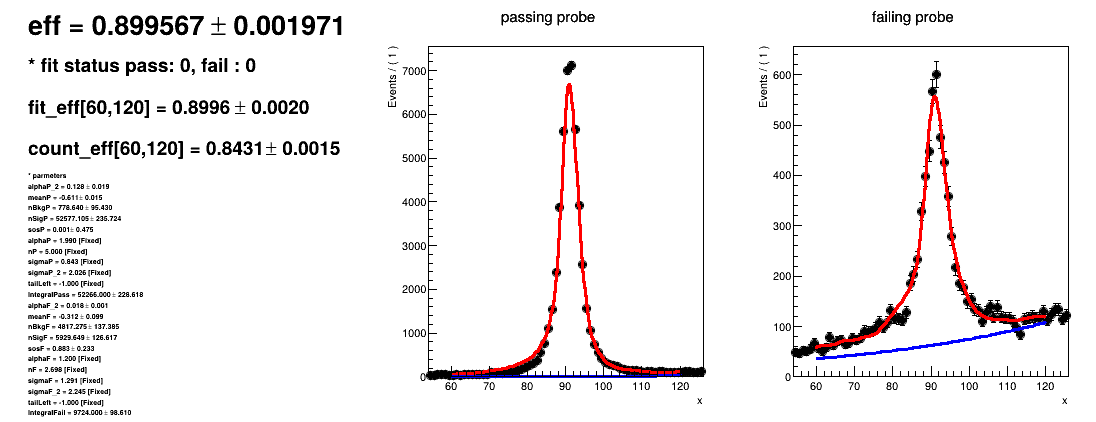 eff = 0.899567 ± 0.001971
* fit status pass: 0, fail : 0
fit_eff[60,120] = 0.8996 ± 0.0020
count_eff[60,120] = 0.8431± 0.0015
* parmeters
alphaP_2 = 0.128 ± 0.019
meanP = -0.611± 0.015
nBkgP = 778.640 ± 95.430
nSigP = 52577.105± 235.724
sosP = 0.001± 0.475
alphaP = 1.990 [Fixed]
nP = 5.000 [Fixed]
sigmaP = 0.843 [Fixed]
sigmaP_2 = 2.026 [Fixed]
tailLeft = -1.000 [Fixed]
IntegralPass = 52266.000 ± 228.618
alphaF_2 = 0.018 ± 0.001
meanF = -0.312 ± 0.099
nBkgF = 4817.275± 137.385
nSigF = 5929.649± 126.617
sosF = 0.883 ± 0.233
alphaF = 1.200 [Fixed]
nF = 2.698 [Fixed]
sigmaF = 1.291 [Fixed]
sigmaF_2 = 2.245 [Fixed]
tailLeft = -1.000 [Fixed]
IntegralFail = 9724.000 ± 98.610
passing probe
Events / ( 1 )
7000
6000
5000
4000
3000
2000
1000
0
60 70 80 90 100 110 120
x
failing probe
Events / ( 1 )
600
500
400
300
200
100
0
60 70 80 90 100 110 120
x